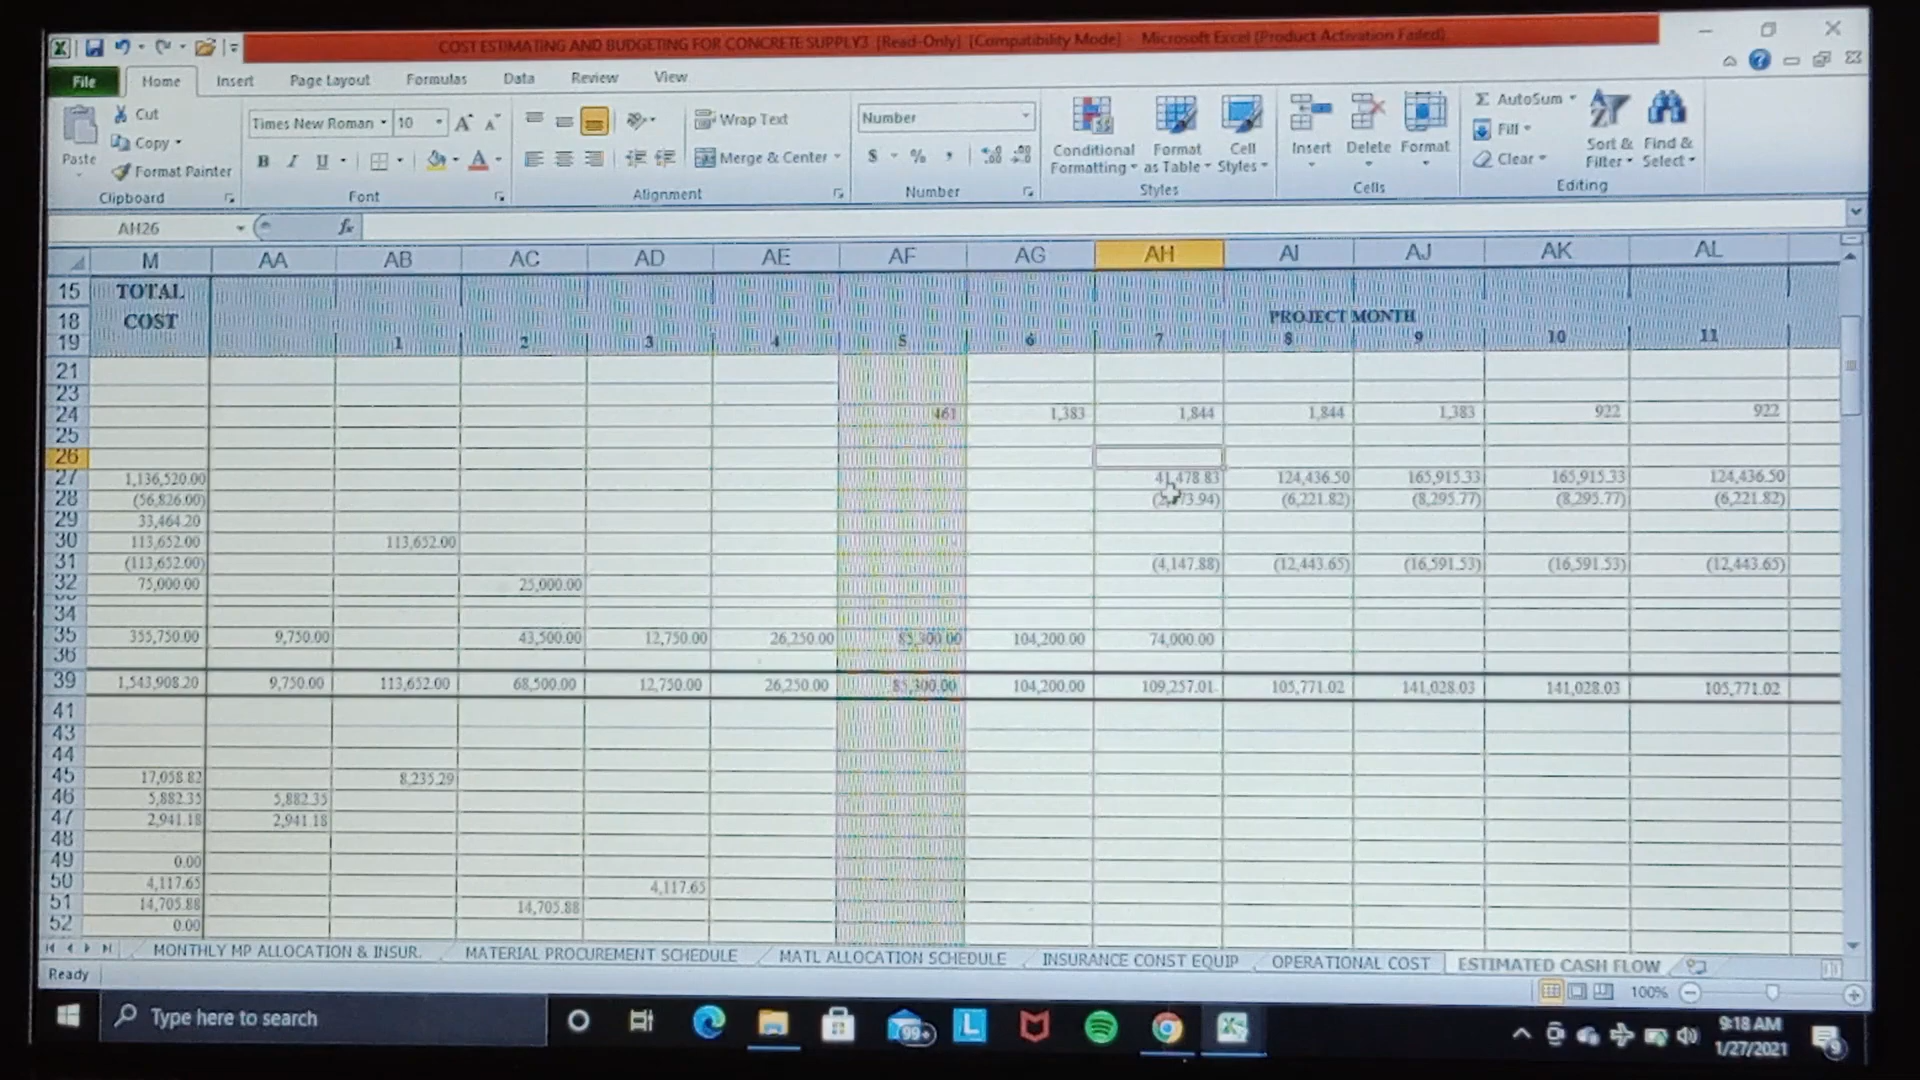 COST ESTIMATING AND BUDGETING FOR CONCRETE SUPPLY3 [Read-Only] [Compatibility Mode] - Microsoft Excel (Product Activation Failed)
File Home Insert Page Layout Formulas Data Review View
Paste Cut Copy Format Painter
Times New Roman 10 A A
B I U A
Wrap Text
Merge & Center
Number
$ % ,
Conditional Formatting Format as Table Cell Styles
Insert Delete Format
Σ AutoSum Fill Clear Sort & Filter Find & Select
Clipboard Font Alignment Number Styles Cells Editing
AH26 fx
M AA AB AC AD AE AF AG AH AI AJ AK AL
15 TOTAL
18 COST PROJECT MONTH
19 1 2 3 4 5 6 7 8 9 10 11
21
23
24 461 1,383 1,844 1,844 1,383 922 922
25
26
27 1,136,520.00 41,478.83 124,436.50 165,915.33 165,915.33 124,436.50
28 (56,826.00) (6,221.82) (8,295.77) (8,295.77) (6,221.82)
29 33,464.20
30 113,652.00 113,652.00
31 (113,652.00) (4,147.88) (12,443.65) (16,591.53) (16,591.53) (12,443.65)
32 75,000.00 25,000.00
34
35 355,750.00 9,750.00 43,500.00 12,750.00 26,250.00 85,300.00 104,200.00 74,000.00
36
39 1,543,908.20 9,750.00 113,652.00 68,500.00 12,750.00 26,250.00 85,300.00 104,200.00 109,257.01 105,771.02 141,028.03 141,028.03 105,771.02
41
43
44
45 17,058.82 8,235.29
46 5,882.35 5,882.35
47 2,941.18 2,941.18
48
49 0.00
50 4,117.65 4,117.65
51 14,705.88 14,705.88
52 0.00
MONTHLY MP ALLOCATION & INSUR. MATERIAL PROCUREMENT SCHEDULE MATL ALLOCATION SCHEDULE INSURANCE CONST EQUIP OPERATIONAL COST ESTIMATED CASH FLOW
Ready 100%
Type here to search
99+
L
9:18 AM
1/27/2021
9